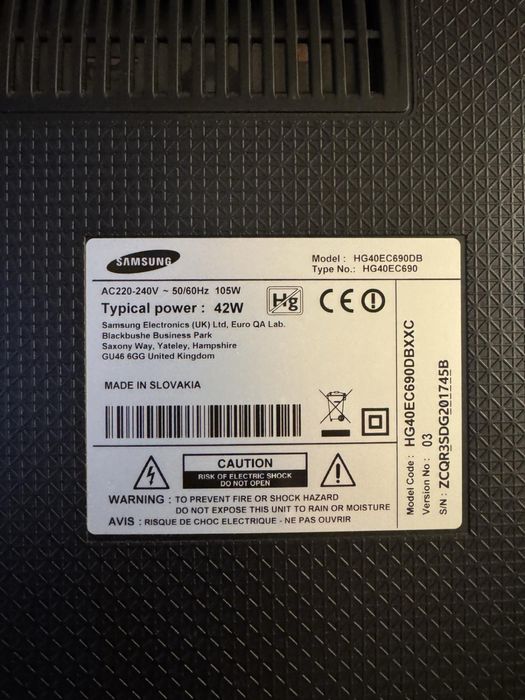 SAMSUNG
Model : HG40EC690DB
Type No.: HG40EC690
AC220-240V ~ 50/60Hz 105W
Typical power : 42W
Hg
CE
Samsung Electronics (UK) Ltd, Euro QA Lab.
Blackbushe Business Park
Saxony Way, Yateley, Hampshire
GU46 6GG United Kingdom
MADE IN SLOVAKIA
CAUTION
RISK OF ELECTRIC SHOCK
DO NOT OPEN
WARNING : TO PREVENT FIRE OR SHOCK HAZARD
DO NOT EXPOSE THIS UNIT TO RAIN OR MOISTURE
AVIS : RISQUE DE CHOC ELECTRIQUE - NE PAS OUVRIR
Model Code : HG40EC690DBXXC
Version No : 03
S/N : ZCQR3SDG201745B